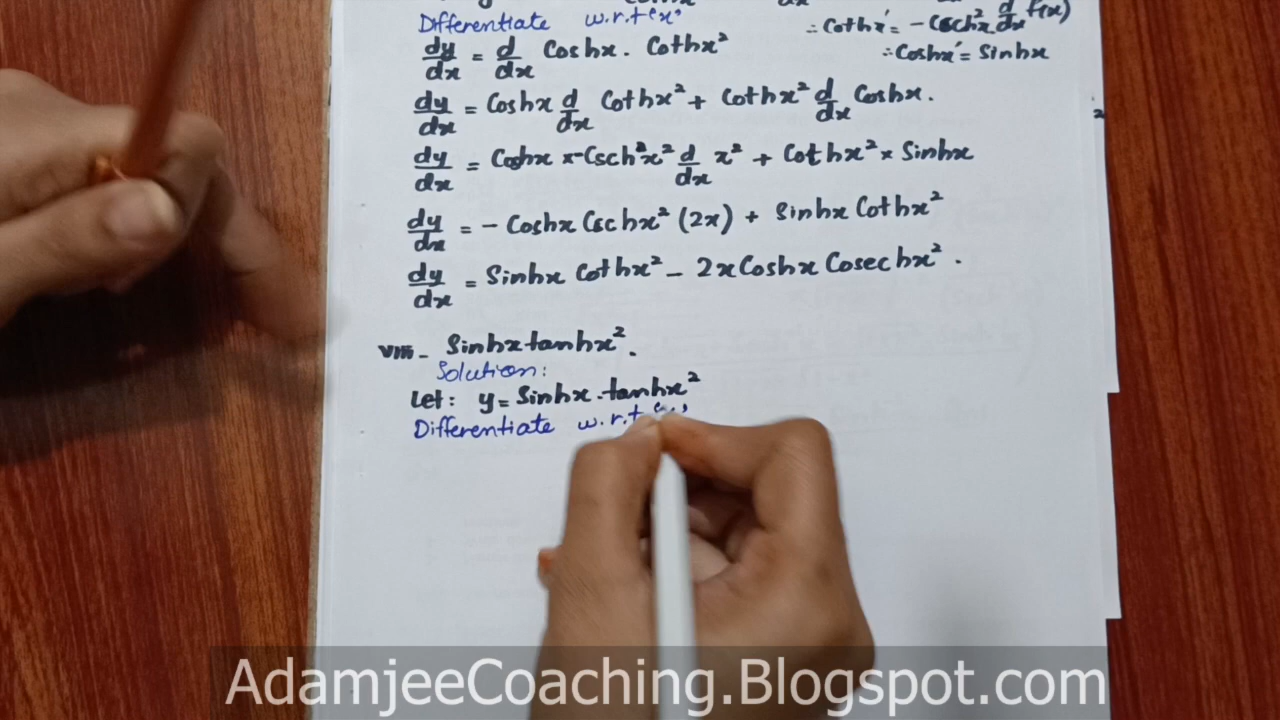 Differentiate w.r.t 'x'
∴ Cothx' = - Csch²x d/dx f(x)
dy/dx = d/dx Coshx . Cothx²
∴ Coshx' = Sinhx
dy/dx = Coshx d/dx Cothx² + Cothx² d/dx Coshx.
dy/dx = Coshx x - Csch²x² d/dx x² + Cothx² x Sinhx
dy/dx = - Coshx Cschx² (2x) + Sinhx Cothx²
dy/dx = Sinhx Cothx² - 2x Coshx Cosechx² .
viii- Sinhx tanhx² .
Solution:
Let: y = Sinhx . tanhx²
Differentiate w.r.t
AdamjeeCoaching.Blogspot.com